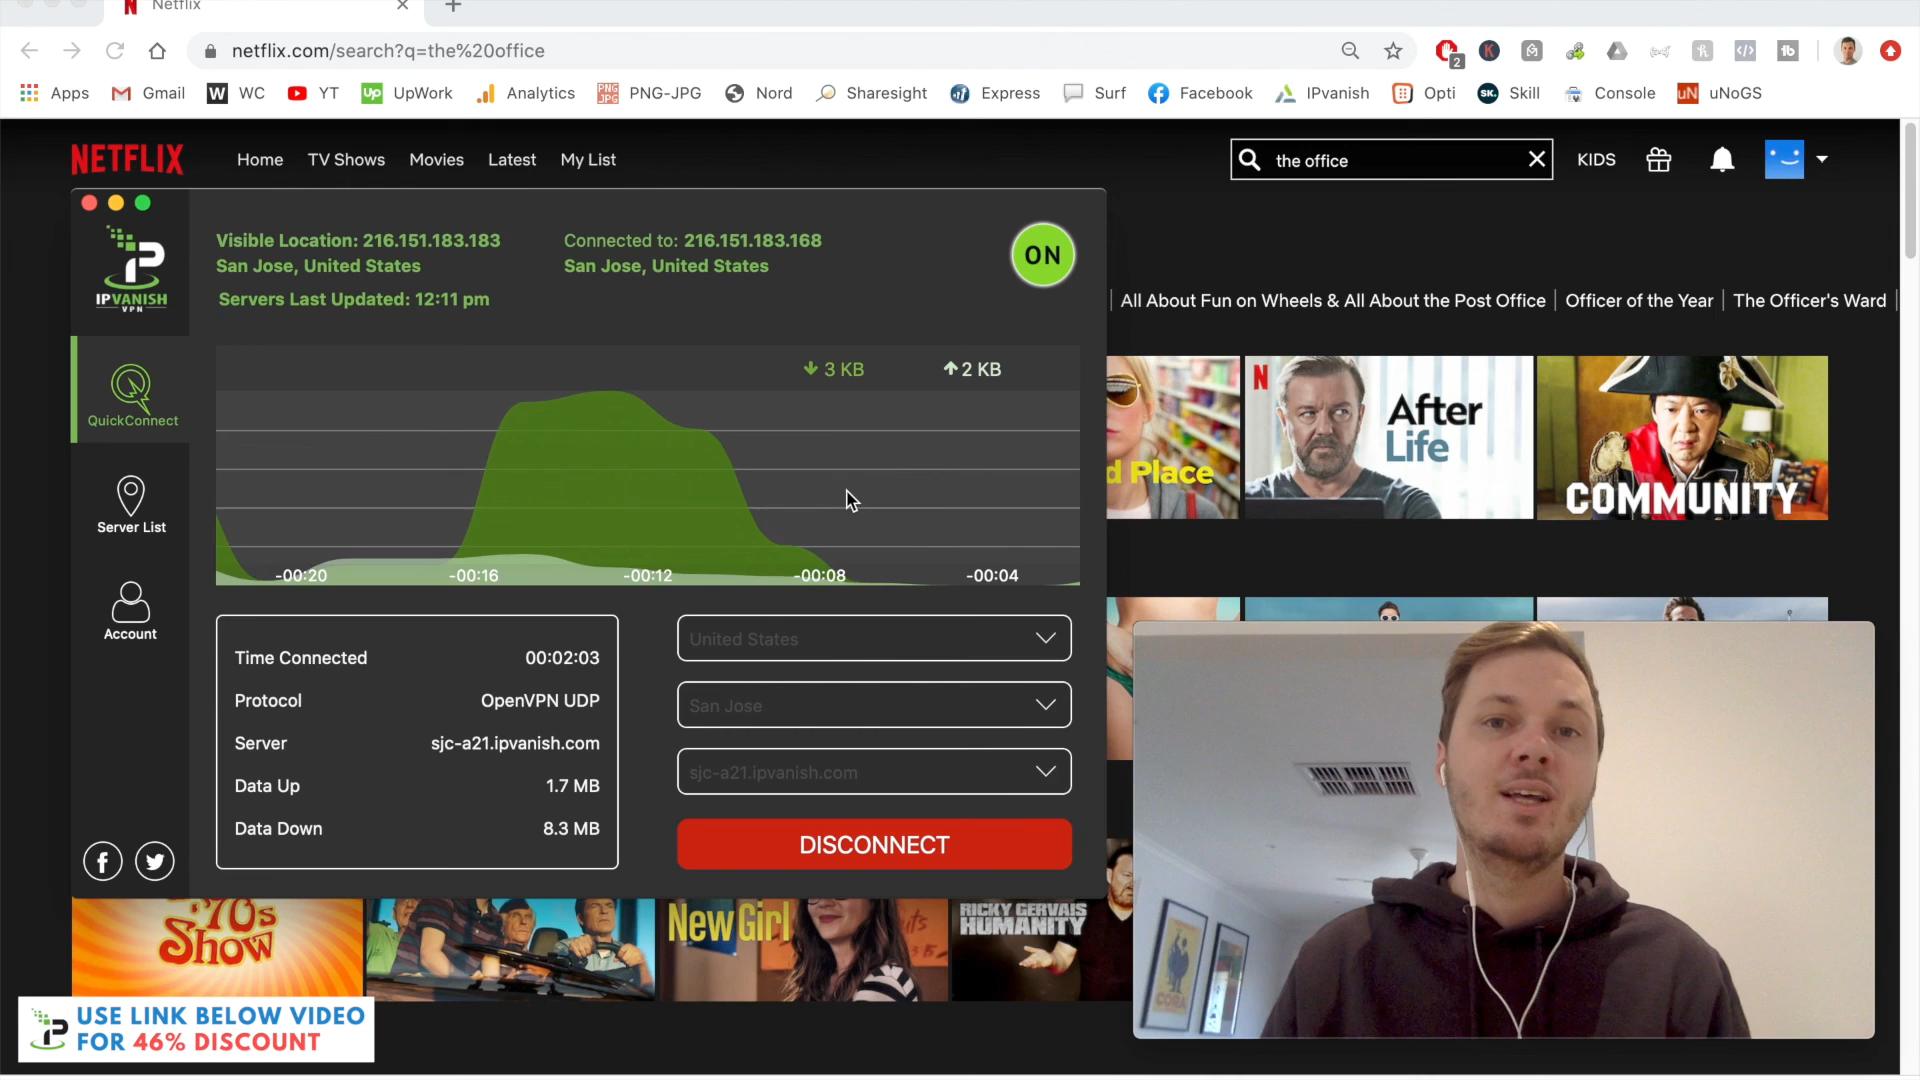 Netflix
netflix.com/search?q=the%20office
2
Apps
Gmail
W WC
YT
Up UpWork
Analytics
PNG JPG PNG-JPG
Nord
Sharesight
Express
Surf
Facebook
IPvanish
Opti
SK. Skill
Console
uN uNoGS
NETFLIX
Home
TV Shows
Movies
Latest
My List
the office
KIDS
IPVANISH
VPN
Visible Location: 216.151.183.183
San Jose, United States
Connected to: 216.151.183.168
San Jose, United States
Servers Last Updated: 12:11 pm
ON
All About Fun on Wheels & All About the Post Office
Officer of the Year
The Officer's Ward
QuickConnect
Server List
Account
3 KB
2 KB
-00:20
-00:16
-00:12
-00:08
-00:04
d Place
N
After
Life
COMMUNITY
Time Connected 00:02:03
Protocol OpenVPN UDP
Server sjc-a21.ipvanish.com
Data Up 1.7 MB
Data Down 8.3 MB
United States
San Jose
sjc-a21.ipvanish.com
DISCONNECT
'70s
Show
New Girl
RICKY GERVAIS
HUMANITY
USE LINK BELOW VIDEO
FOR 46% DISCOUNT